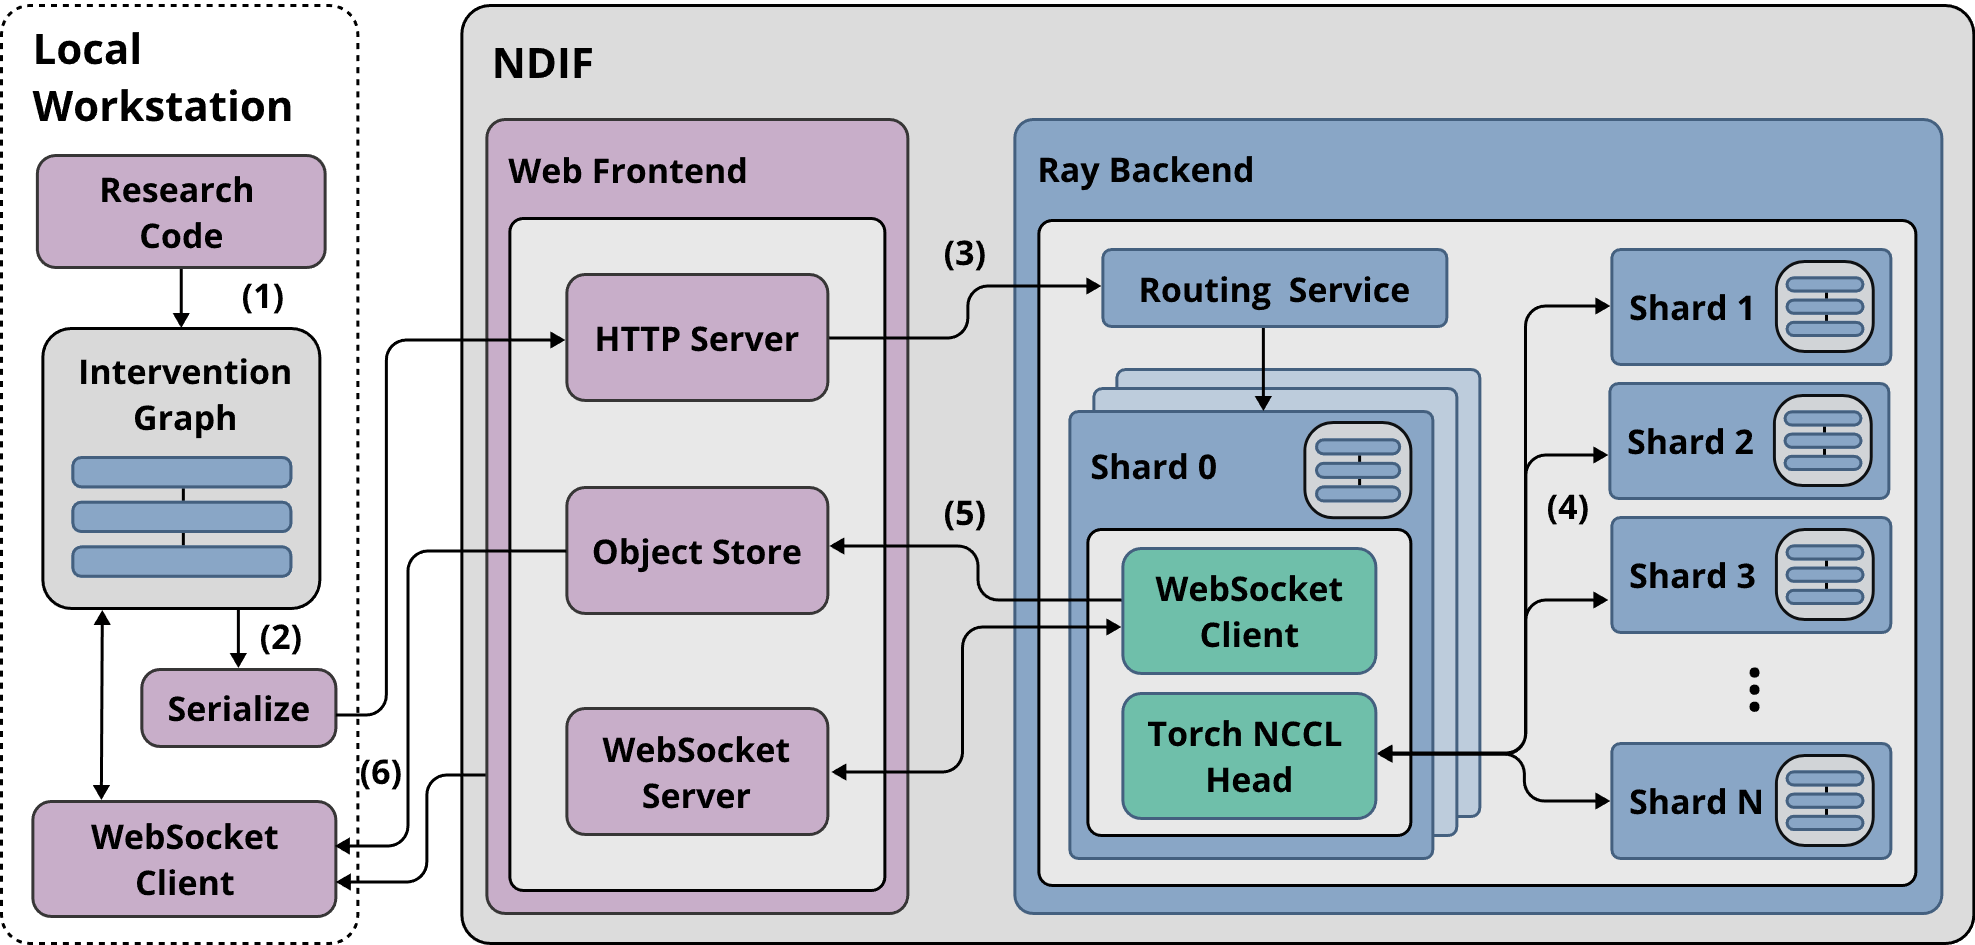 Local
Workstation
Research
Code
(1)
Intervention
Graph
(2)
Serialize
(6)
WebSocket
Client
NDIF
Web Frontend
HTTP Server
Object Store
WebSocket
Server
(3)
(5)
Ray Backend
Routing Service
Shard 0
WebSocket
Client
Torch NCCL
Head
(4)
Shard 1
Shard 2
Shard 3
Shard N